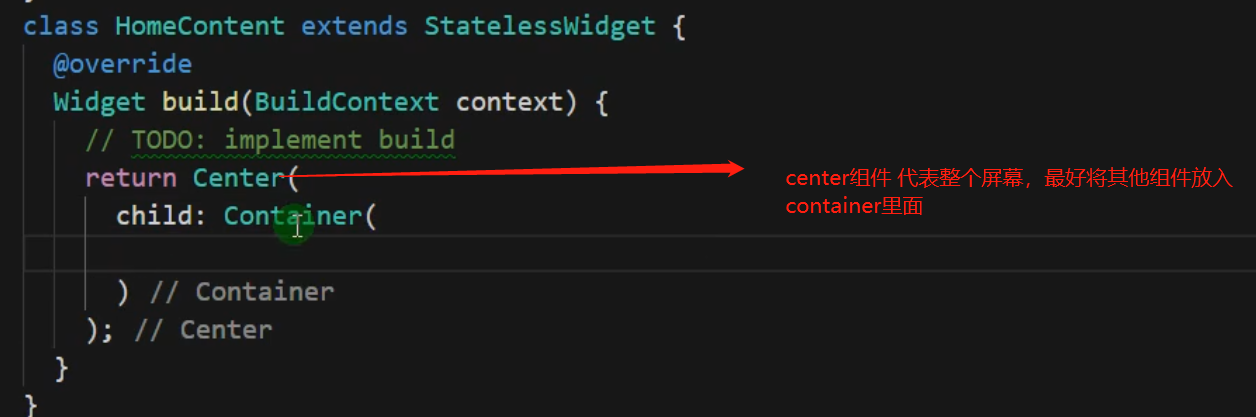 class HomeContent extends StatelessWidget {
@override
Widget build(BuildContext context) {
// TODO: implement build
return Center(
center组件 代表整个屏幕，最好将其他组件放入
container里面
child: Container(
) // Container
); // Center
}
}